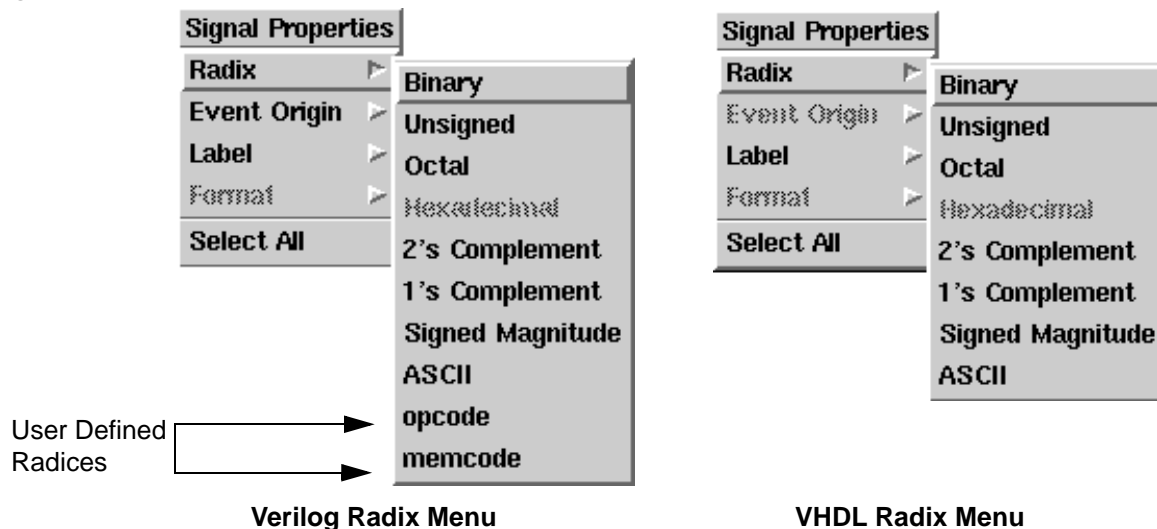 Signal Properties
Radix
Event Origin
Label
Format
Select All
Binary
Unsigned
Octal
Hexadecimal
2's Complement
1's Complement
Signed Magnitude
ASCII
opcode
memcode
User Defined
Radices
Verilog Radix Menu
Signal Properties
Radix
Event Origin
Label
Format
Select All
Binary
Unsigned
Octal
Hexadecimal
2's Complement
1's Complement
Signed Magnitude
ASCII
VHDL Radix Menu